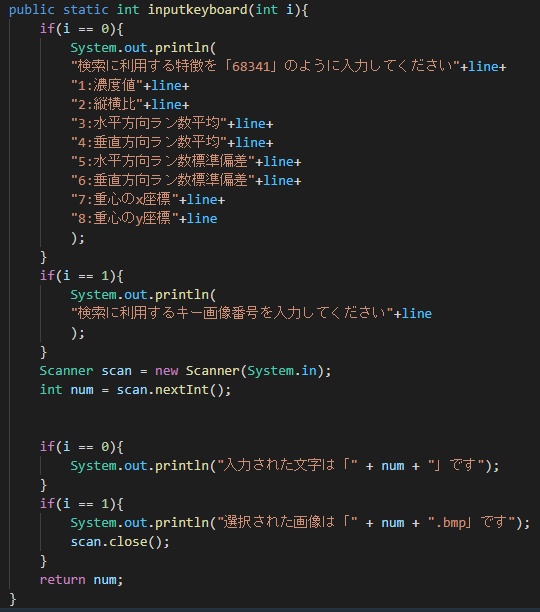 public static int inputkeyboard(int i){
if(i == 0){
System.out.println(
"検索に利用する特徴を「68341」のように入力してください"+line+
"1:濃度値"+line+
"2:縦横比"+line+
"3:水平方向ラン数平均"+line+
"4:垂直方向ラン数平均"+line+
"5:水平方向ラン数標準偏差"+line+
"6:垂直方向ラン数標準偏差"+line+
"7:重心のx座標"+line+
"8:重心のy座標"+line
);
}
if(i == 1){
System.out.println(
"検索に利用するキー画像番号を入力してください"+line
);
}
Scanner scan = new Scanner(System.in);
int num = scan.nextInt();
if(i == 0){
System.out.println("入力された文字は「" + num + "」です");
}
if(i == 1){
System.out.println("選択された画像は「" + num + ".bmp」です");
scan.close();
}
return num;
}